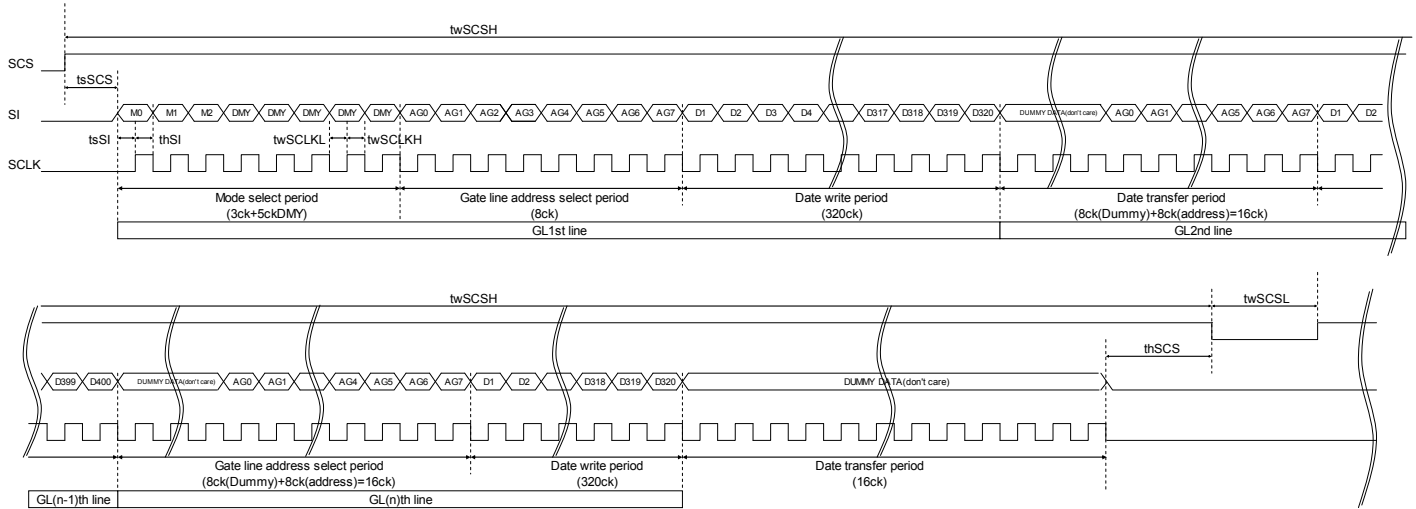 twSCSH
SCS
tsSCS
SI M0 M1 M2 DMY DMY DMY DMY DMY AG0 AG1 AG2 AG3 AG4 AG5 AG6 AG7 D1 D2 D3 D4 D317 D318 D319 D320 DUMMY DATA(don't care) AG0 AG1 AG5 AG6 AG7 D1 D2
tsSI thSI twSCLKL twSCLKH
SCLK
Mode select period Gate line address select period Date write period Date transfer period
(3ck+5ckDMY) (8ck) (320ck) (8ck(Dummy)+8ck(address)=16ck)
GL1st line GL2nd line
twSCSH twSCSL
thSCS
D399 D400 DUMMY DATA(don't care) AG0 AG1 AG4 AG5 AG6 AG7 D1 D2 D318 D319 D320 DUMMY DATA(don't care)
Gate line address select period Date write period Date transfer period
(8ck(Dummy)+8ck(address)=16ck) (320ck) (16ck)
GL(n-1)th line GL(n)th line